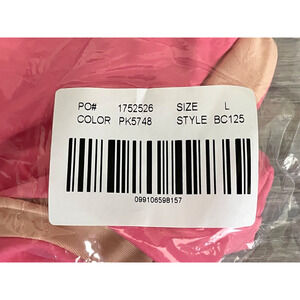 PO# 1752526 SIZE L
COLOR PK5748 STYLE BC125
099106598157